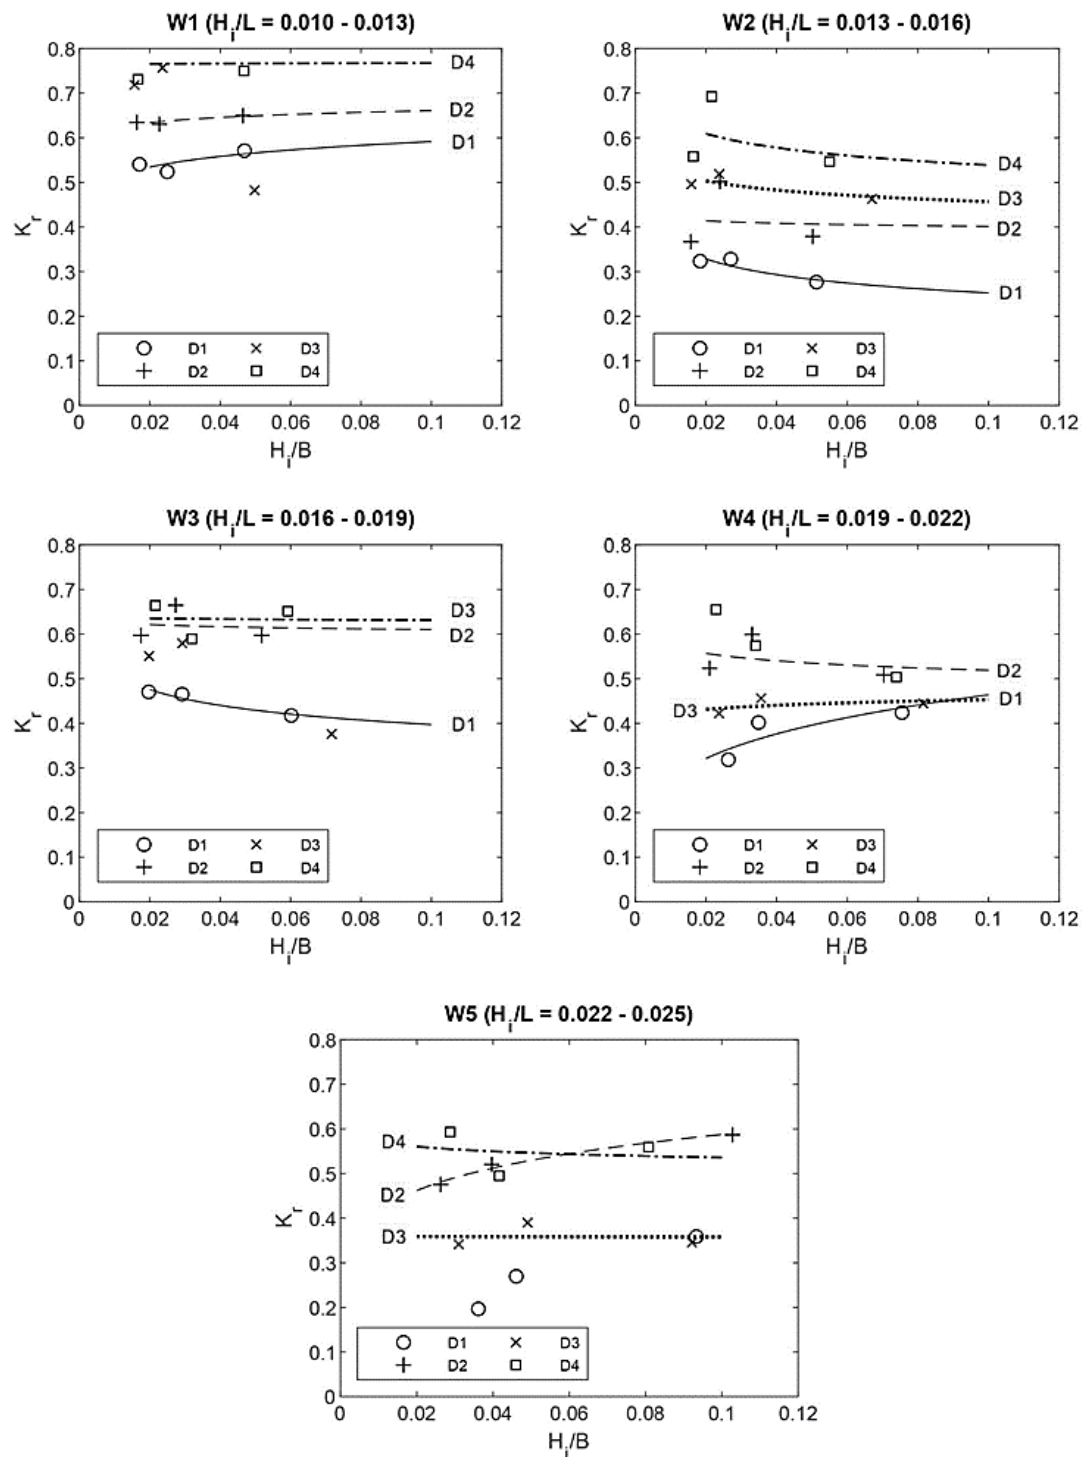 W1 (Hi/L = 0.010 - 0.013)
0.8
0.7
0.6
0.5
0.4
0.3
0.2
0.1
0
Kr
D4
D2
D1
D1 D3
D2 D4
0 0.02 0.04 0.06 0.08 0.1 0.12
Hi/B
W2 (Hi/L = 0.013 - 0.016)
0.8
0.7
0.6
0.5
0.4
0.3
0.2
0.1
0
Kr
D4
D3
D2
D1
D1 D3
D2 D4
0 0.02 0.04 0.06 0.08 0.1 0.12
Hi/B
W3 (Hi/L = 0.016 - 0.019)
0.8
0.7
0.6
0.5
0.4
0.3
0.2
0.1
0
Kr
D3
D2
D1
D1 D3
D2 D4
0 0.02 0.04 0.06 0.08 0.1 0.12
Hi/B
W4 (Hi/L = 0.019 - 0.022)
0.8
0.7
0.6
0.5
0.4
0.3
0.2
0.1
0
Kr
D2
D1
D3
D1 D3
D2 D4
0 0.02 0.04 0.06 0.08 0.1 0.12
Hi/B
W5 (Hi/L = 0.022 - 0.025)
0.8
0.7
0.6
0.5
0.4
0.3
0.2
0.1
0
Kr
D4
D2
D3
D1 D3
D2 D4
0 0.02 0.04 0.06 0.08 0.1 0.12
Hi/B